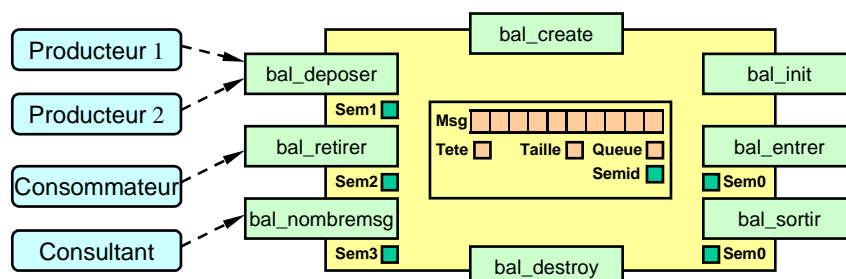 Producteur 1
Producteur 2
Consommateur
Consultant
bal_create
bal_deposer
Sem1
bal_retirer
Sem2
bal_nombremsg
Sem3
Msg
Tete
Taille
Queue
Semid
bal_init
bal_entrer
Sem0
bal_sortir
Sem0
bal_destroy